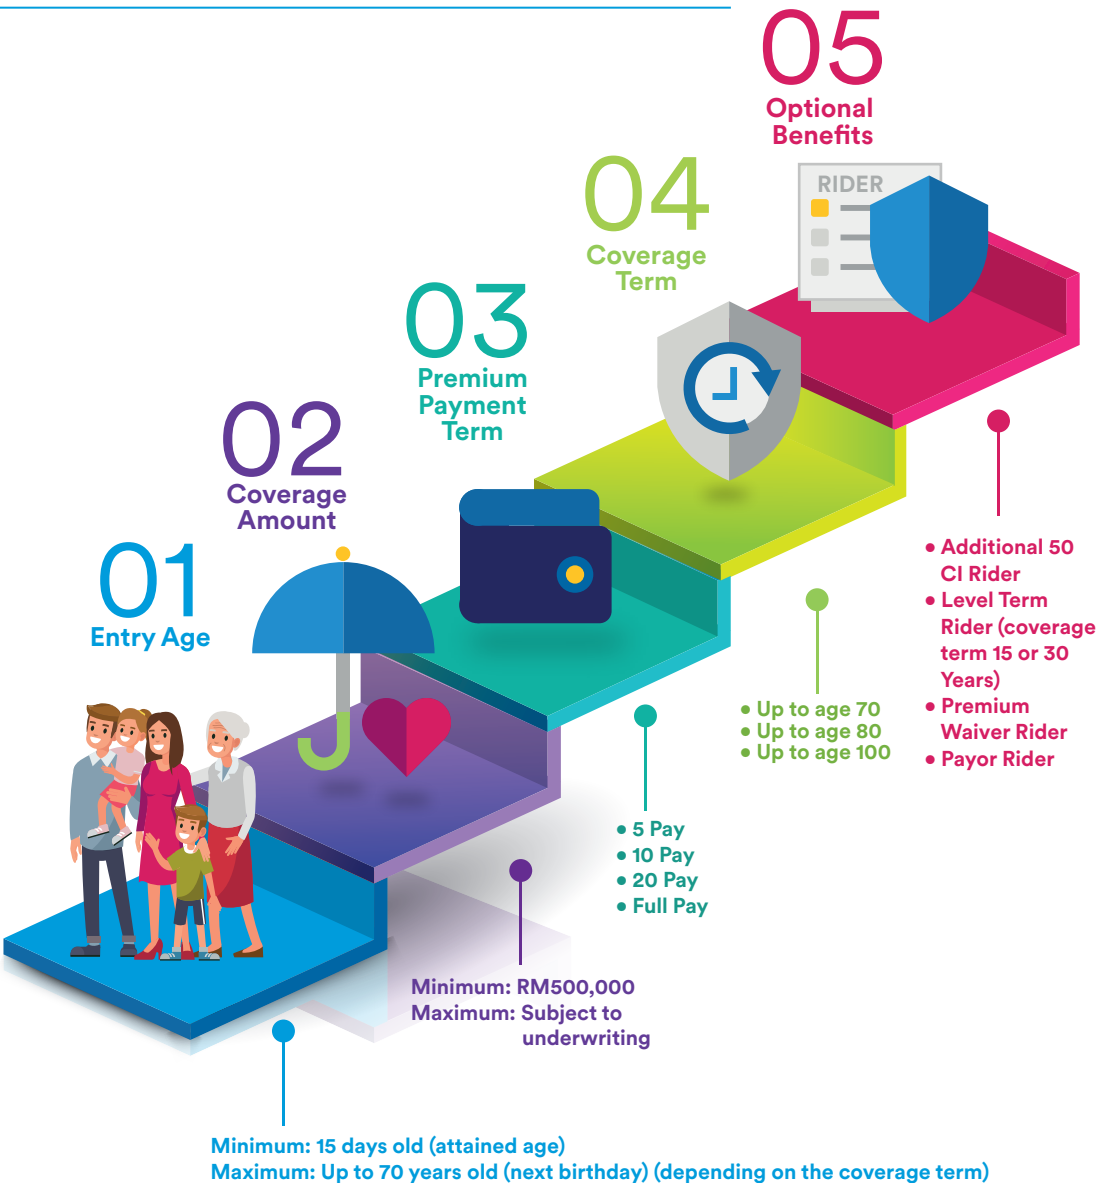 01
Entry Age
Minimum: 15 days old (attained age)
Maximum: Up to 70 years old (next birthday) (depending on the coverage term)
02
Coverage
Amount
Minimum: RM500,000
Maximum: Subject to
underwriting
03
Premium
Payment
Term
• 5 Pay
• 10 Pay
• 20 Pay
• Full Pay
04
Coverage
Term
• Up to age 70
• Up to age 80
• Up to age 100
05
Optional
Benefits
RIDER
• Additional 50
CI Rider
• Level Term
Rider (coverage
term 15 or 30
Years)
• Premium
Waiver Rider
• Payor Rider